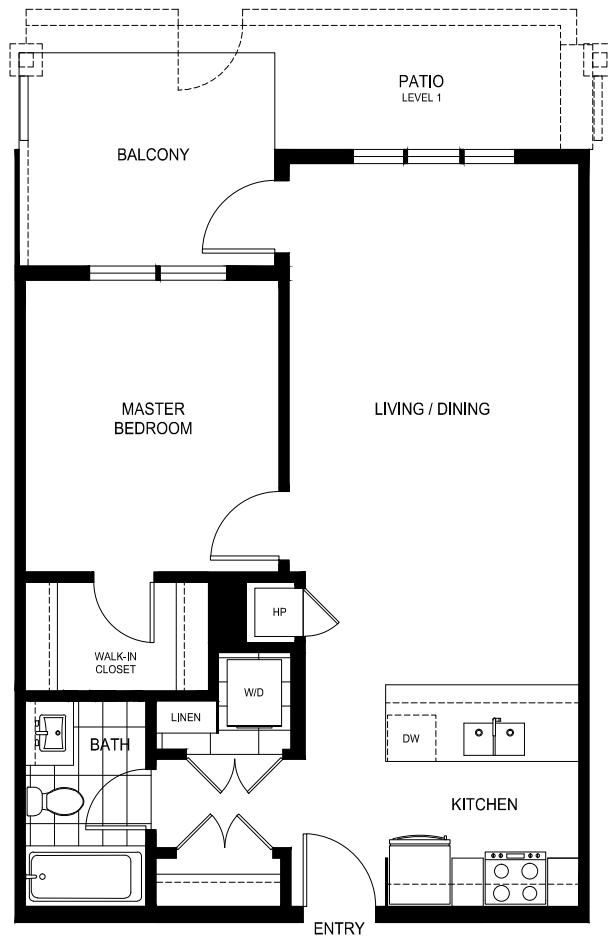 PATIO
LEVEL 1
BALCONY
MASTER
BEDROOM
LIVING / DINING
HP
WALK-IN
CLOSET
W/D
LINEN
BATH
DW
KITCHEN
ENTRY